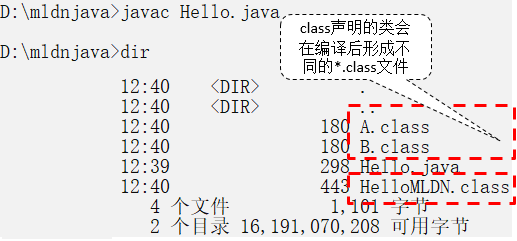 D:\mldnjava>javac Hello.java
class声明的类会
在编译后形成不
同的*.class文件
D:\mldnjava>dir
12:40 <DIR> .
12:40 <DIR> ..
12:40 180 A.class
12:40 180 B.class
12:39 298 Hello.java
12:40 443 HelloMLDN.class
4 个文件 1,101 字节
2 个目录 16,191,070,208 可用字节